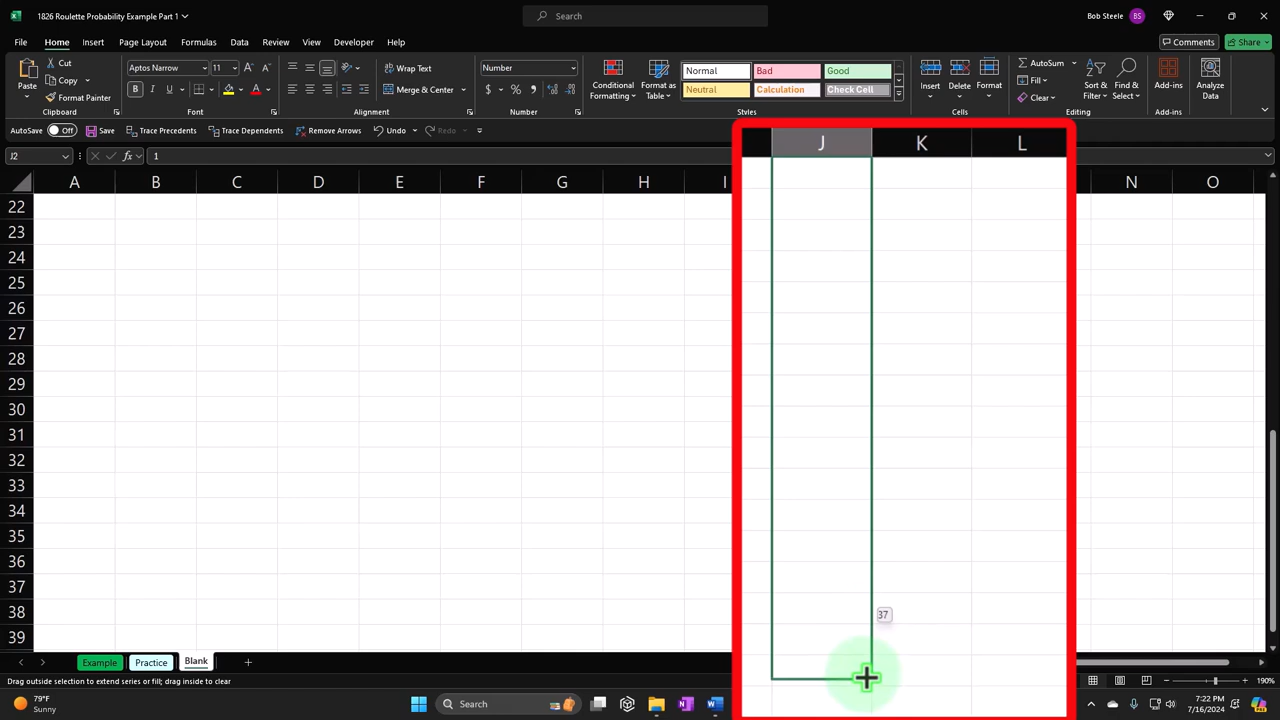 1826 Roulette Probability Example Part 1
Search
Bob Steele
BS
File Home Insert Page Layout Formulas Data Review View Developer Help
Comments
Share
Paste
Cut
Copy
Format Painter
Clipboard
Aptos Narrow
11
B I U
Font
Wrap Text
Merge & Center
Alignment
Number
$ % 9
Number
Conditional
Formatting
Format as
Table
Normal Bad Good
Neutral Calculation Check Cell
Styles
Insert Delete Format
Cells
AutoSum
Fill
Clear
Sort &
Filter
Find &
Select
Editing
Add-ins
Add-ins
Analyze
Data
AutoSave Off Save Trace Precedents Trace Dependents Remove Arrows Undo Redo
J2 fx 1
A B C D E F G H I J K L N O
22
23
24
25
26
27
28
29
30
31
32
33
34
35
36
37
38
39
37
Example Practice Blank
Drag outside selection to extend series or fill; drag inside to clear
190%
79°F
Sunny
Search
7:22 PM
7/16/2024